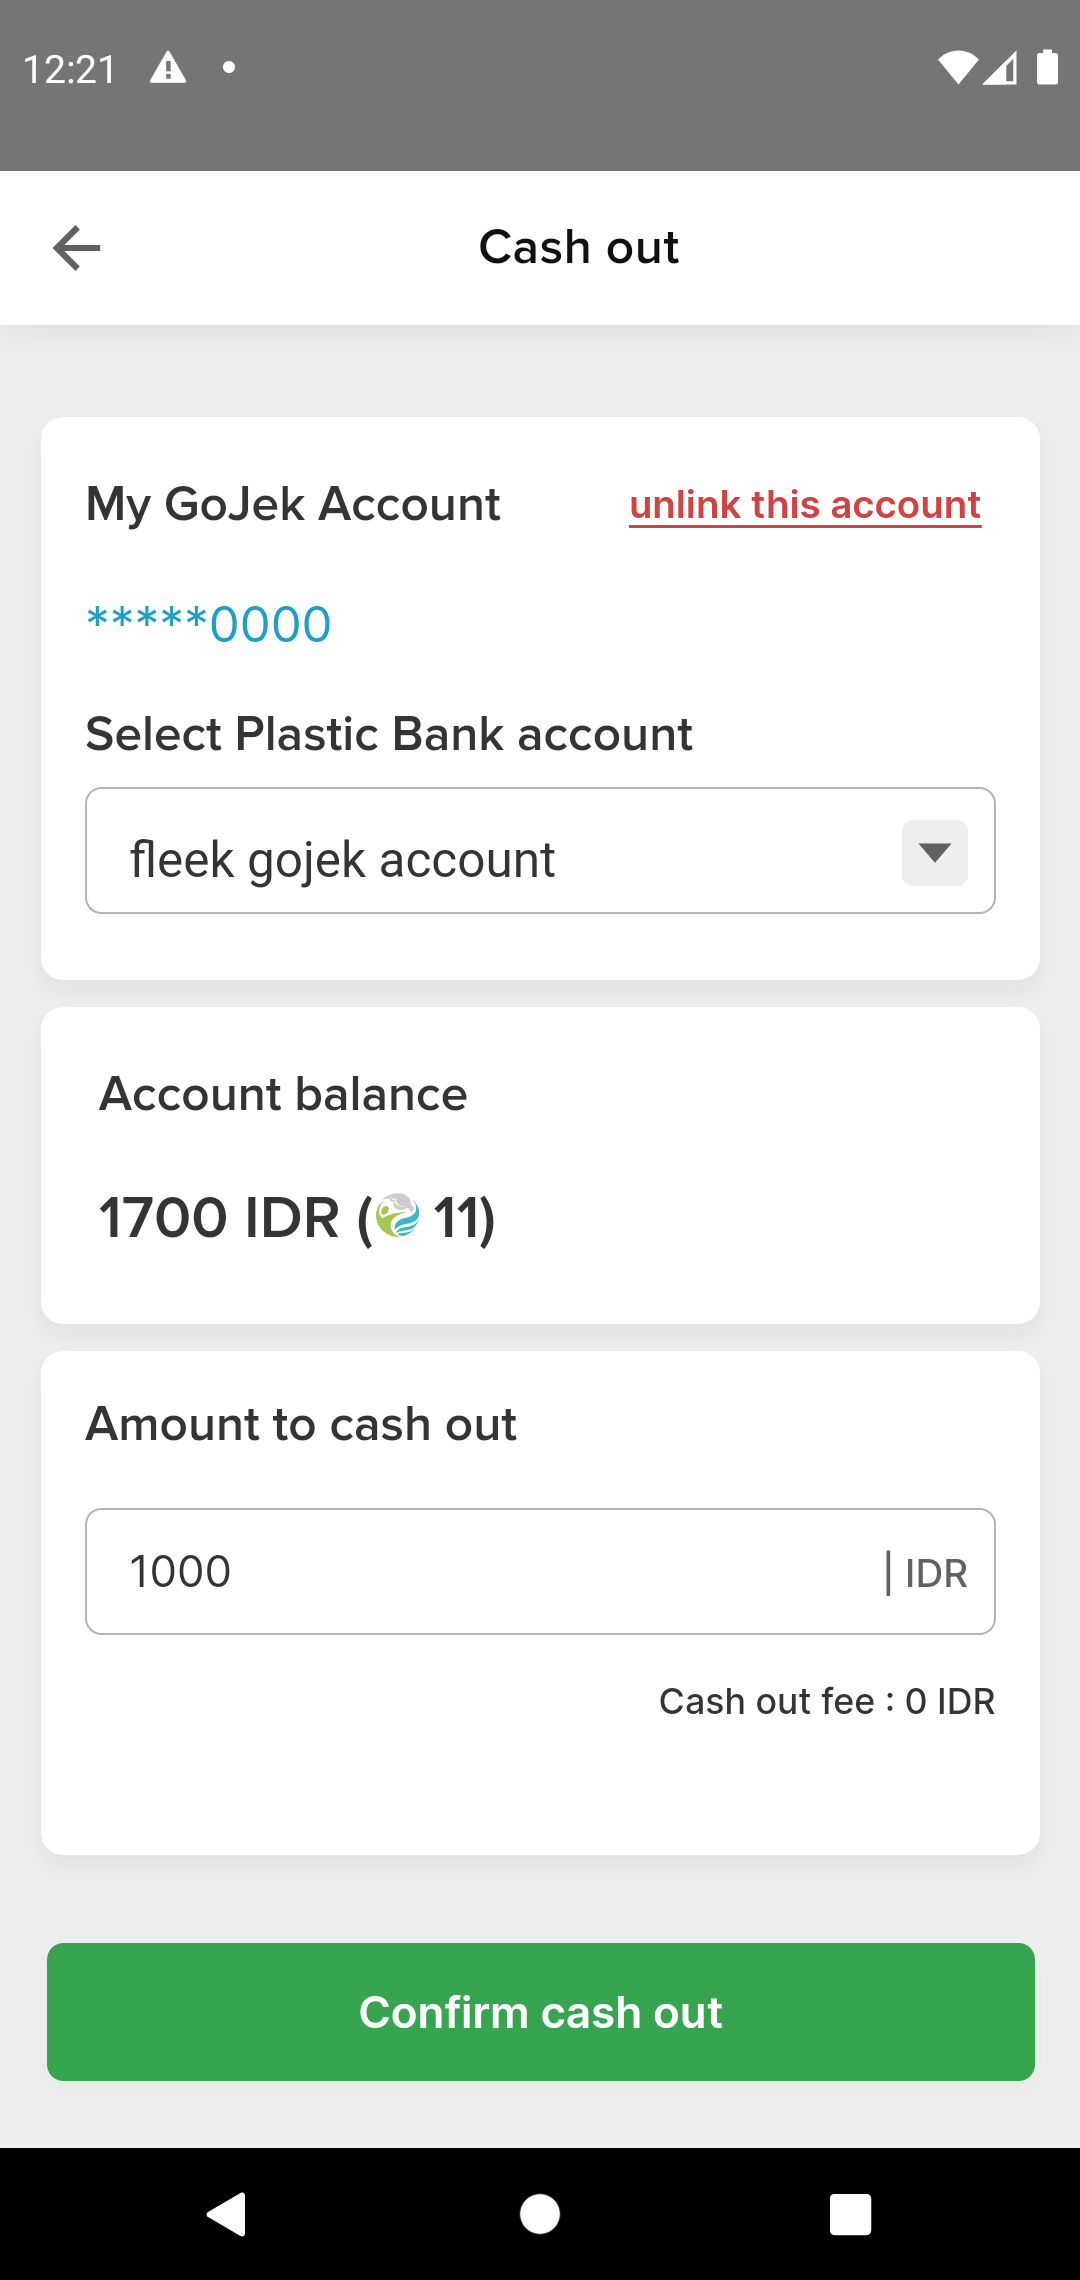 12:21
Cash out
My GoJek Account
unlink this account
*****0000
Select Plastic Bank account
fleek gojek account
Account balance
1700 IDR ( 11)
Amount to cash out
1000 | IDR
Cash out fee : 0 IDR
Confirm cash out